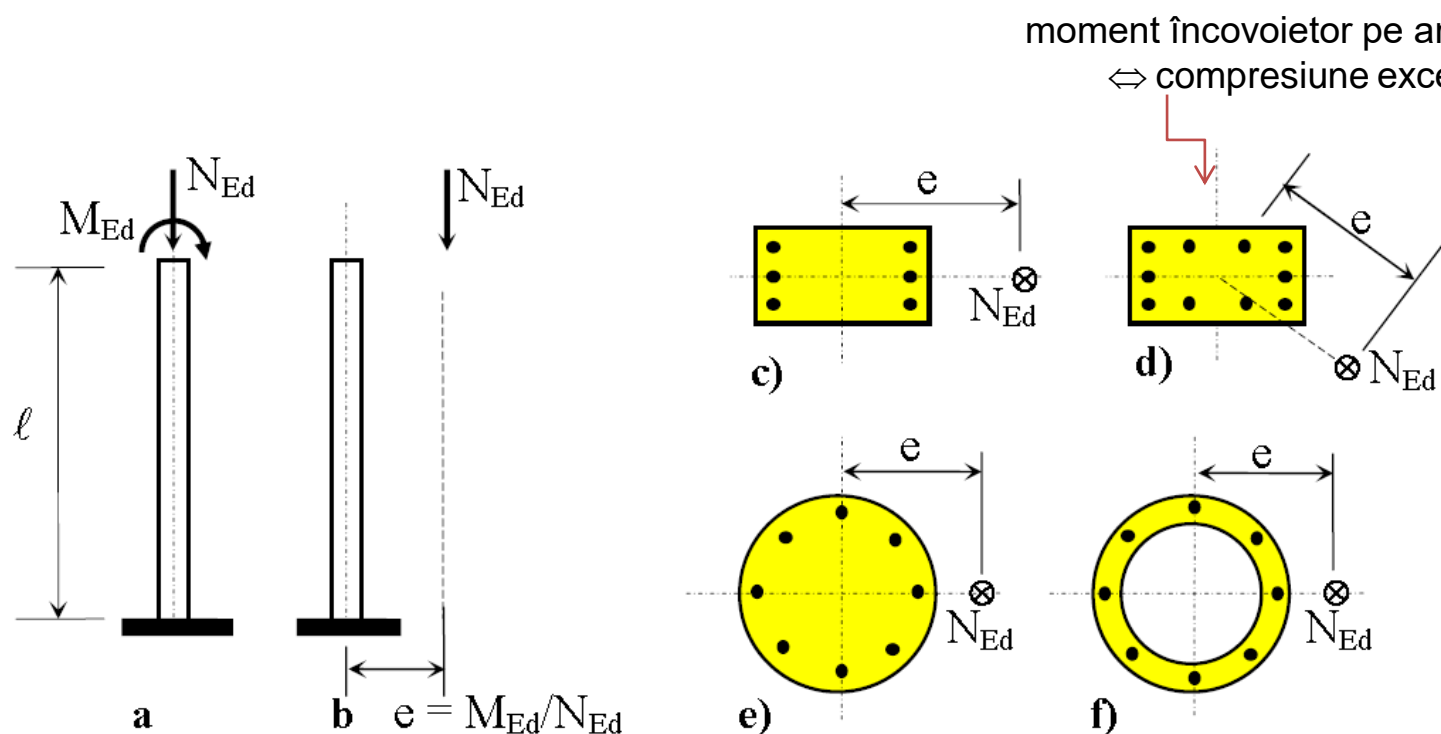 moment încovoietor pe
⇔ compresiune
N_Ed
M_Ed
ℓ
a
N_Ed
b
e = M_Ed/N_Ed
e
N_Ed
c)
e
N_Ed
d)
e
N_Ed
e)
e
N_Ed
f)